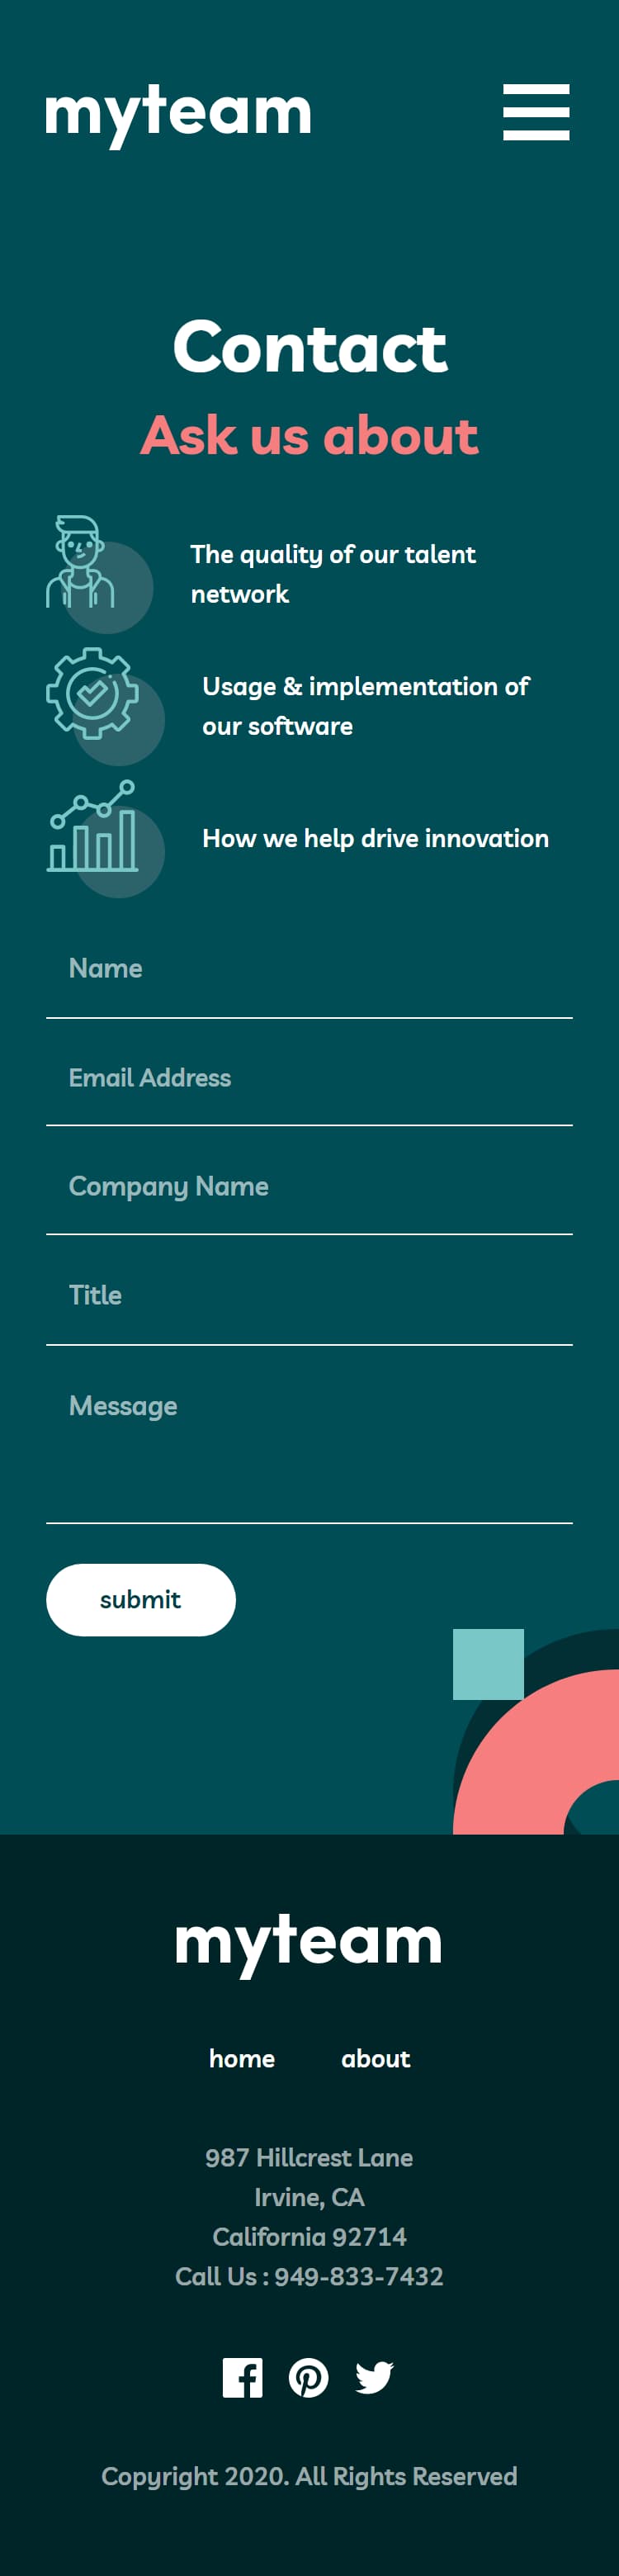 myteam
Contact
Ask us about
The quality of our talent
network
Usage & implementation of
our software
How we help drive innovation
Name
Email Address
Company Name
Title
Message
submit
myteam
home about
987 Hillcrest Lane
Irvine, CA
California 92714
Call Us : 949-833-7432
Copyright 2020. All Rights Reserved